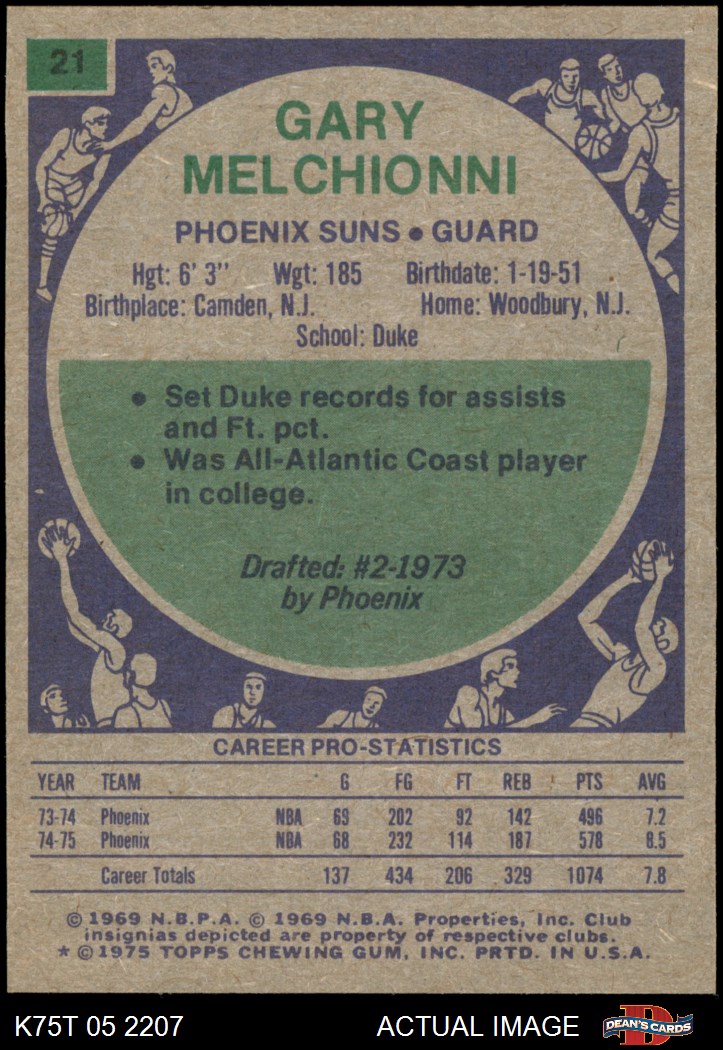 21
GARY
MELCHIONNI
PHOENIX SUNS • GUARD
Hgt: 6' 3" Wgt: 185 Birthdate: 1-19-51
Birthplace: Camden, N.J. Home: Woodbury, N.J.
School: Duke
• Set Duke records for assists
and Ft. pct.
• Was All-Atlantic Coast player
in college.
Drafted: #2-1973
by Phoenix
CAREER PRO-STATISTICS
YEAR TEAM G FG FT REB PTS AVG
73-74 Phoenix NBA 69 202 92 142 496 7.2
74-75 Phoenix NBA 68 232 114 187 578 8.5
Career Totals 137 434 206 329 1074 7.8
© 1969 N.B.P.A. © 1969 N.B.A. Properties, Inc. Club
insignias depicted are property of respective clubs.
* © 1975 TOPPS CHEWING GUM, INC. PRTD. IN U.S.A.
K75T 05 2207 ACTUAL IMAGE D DEAN'S CARDS